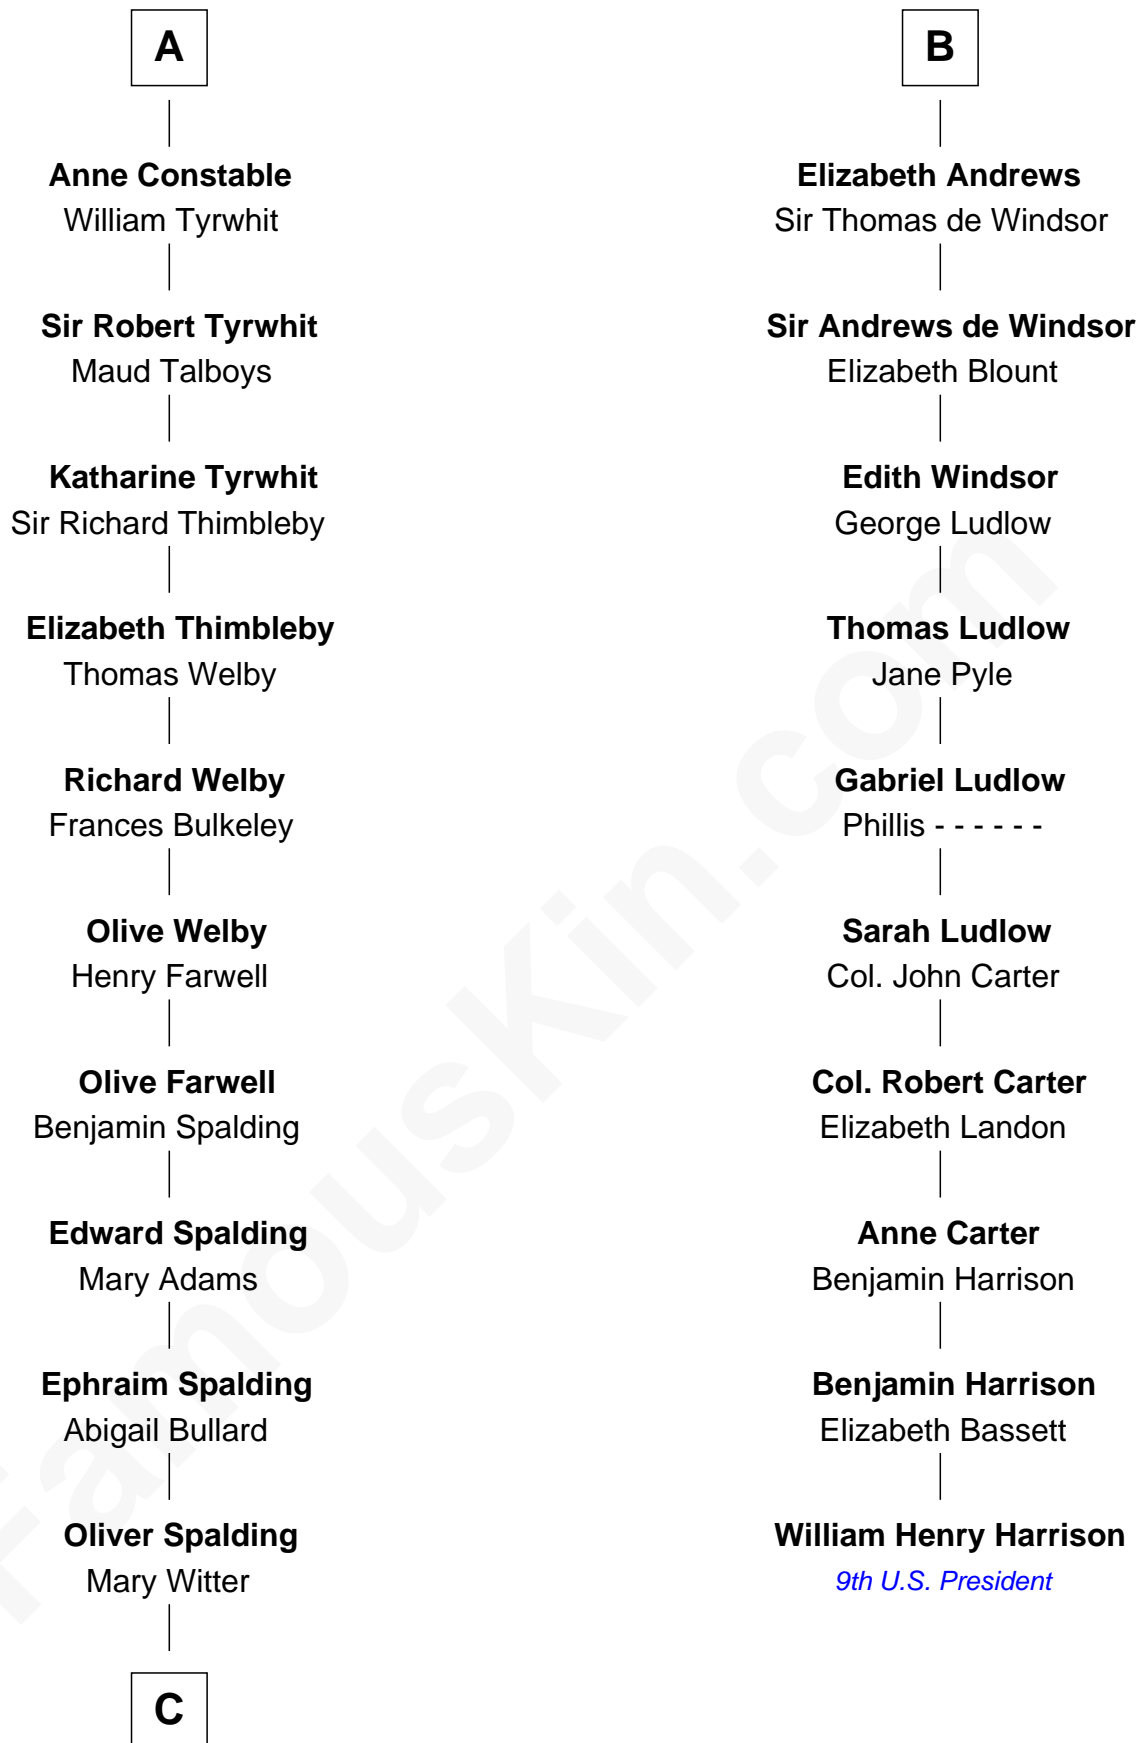 A
Anne Constable
William Tyrwhit
Sir Robert Tyrwhit
Maud Talboys
Katharine Tyrwhit
Sir Richard Thimbleby
Elizabeth Thimbleby
Thomas Welby
Richard Welby
Frances Bulkeley
Olive Welby
Henry Farwell
Olive Farwell
Benjamin Spalding
Edward Spalding
Mary Adams
Ephraim Spalding
Abigail Bullard
Oliver Spalding
Mary Witter
C
B
Elizabeth Andrews
Sir Thomas de Windsor
Sir Andrews de Windsor
Elizabeth Blount
Edith Windsor
George Ludlow
Thomas Ludlow
Jane Pyle
Gabriel Ludlow
Phillis - - - - - -
Sarah Ludlow
Col. John Carter
Col. Robert Carter
Elizabeth Landon
Anne Carter
Benjamin Harrison
Benjamin Harrison
Elizabeth Bassett
William Henry Harrison
9th U.S. President
FamousKin.com